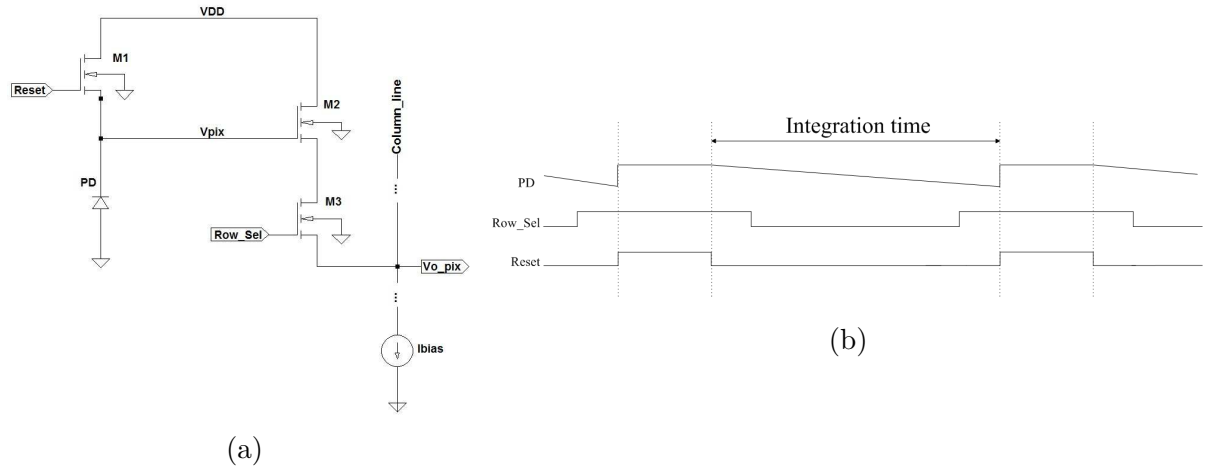 VDD
M1
Reset
M2
Vpix
Column_line
PD
...
M3
Row_Sel
Vo_pix
...
Ibias
(a)
Integration time
PD
Row_Sel
Reset
(b)